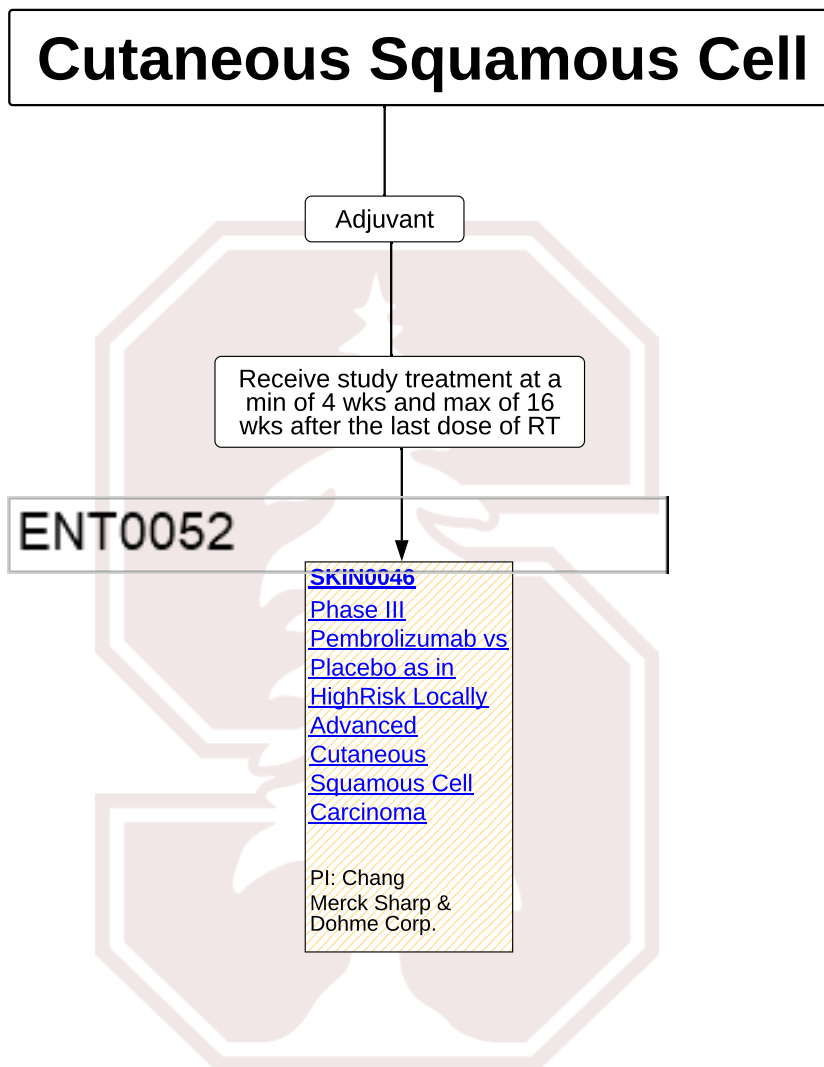 Cutaneous Squamous Cell
Adjuvant
Receive study treatment at a
min of 4 wks and max of 16
wks after the last dose of RT
ENT0052
SKIN0046
Phase III
Pembrolizumab vs
Placebo as in
HighRisk Locally
Advanced
Cutaneous
Squamous Cell
Carcinoma
PI: Chang
Merck Sharp &
Dohme Corp.